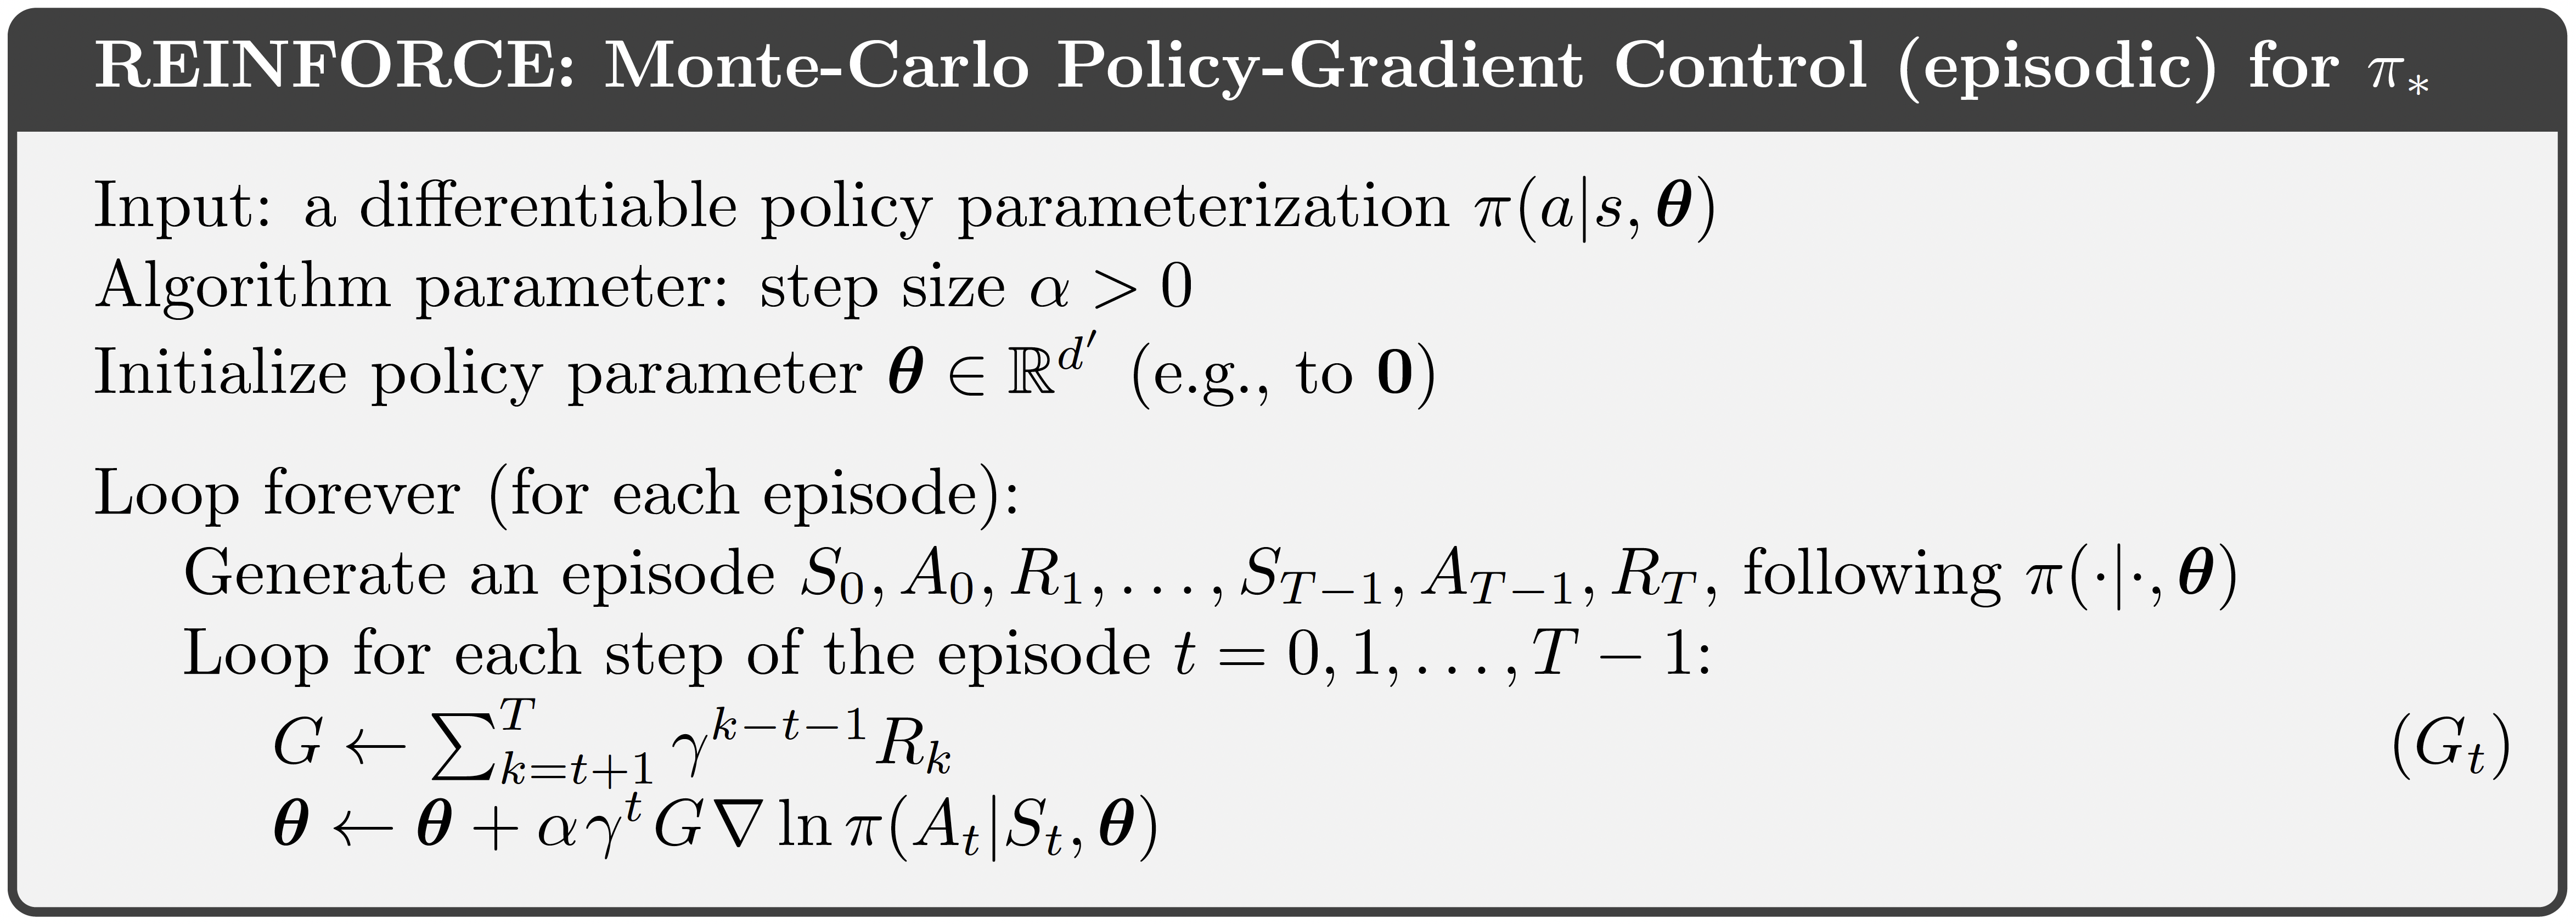 REINFORCE: Monte-Carlo Policy-Gradient Control (episodic) for π∗
Input: a differentiable policy parameterization π(a|s, 𝜽)
Algorithm parameter: step size α > 0
Initialize policy parameter 𝜽 ∈ ℝ^{d′} (e.g., to 𝟎)
Loop forever (for each episode):
Generate an episode S₀, A₀, R₁, . . . , S_{T−1}, A_{T−1}, R_T, following π(·|·, 𝜽)
Loop for each step of the episode t = 0, 1, . . . , T − 1:
G ← ∑_{k=t+1}^{T} γ^{k−t−1} R_k (G_t)
𝜽 ← 𝜽 + αγ^t G∇ ln π(A_t|S_t, 𝜽)